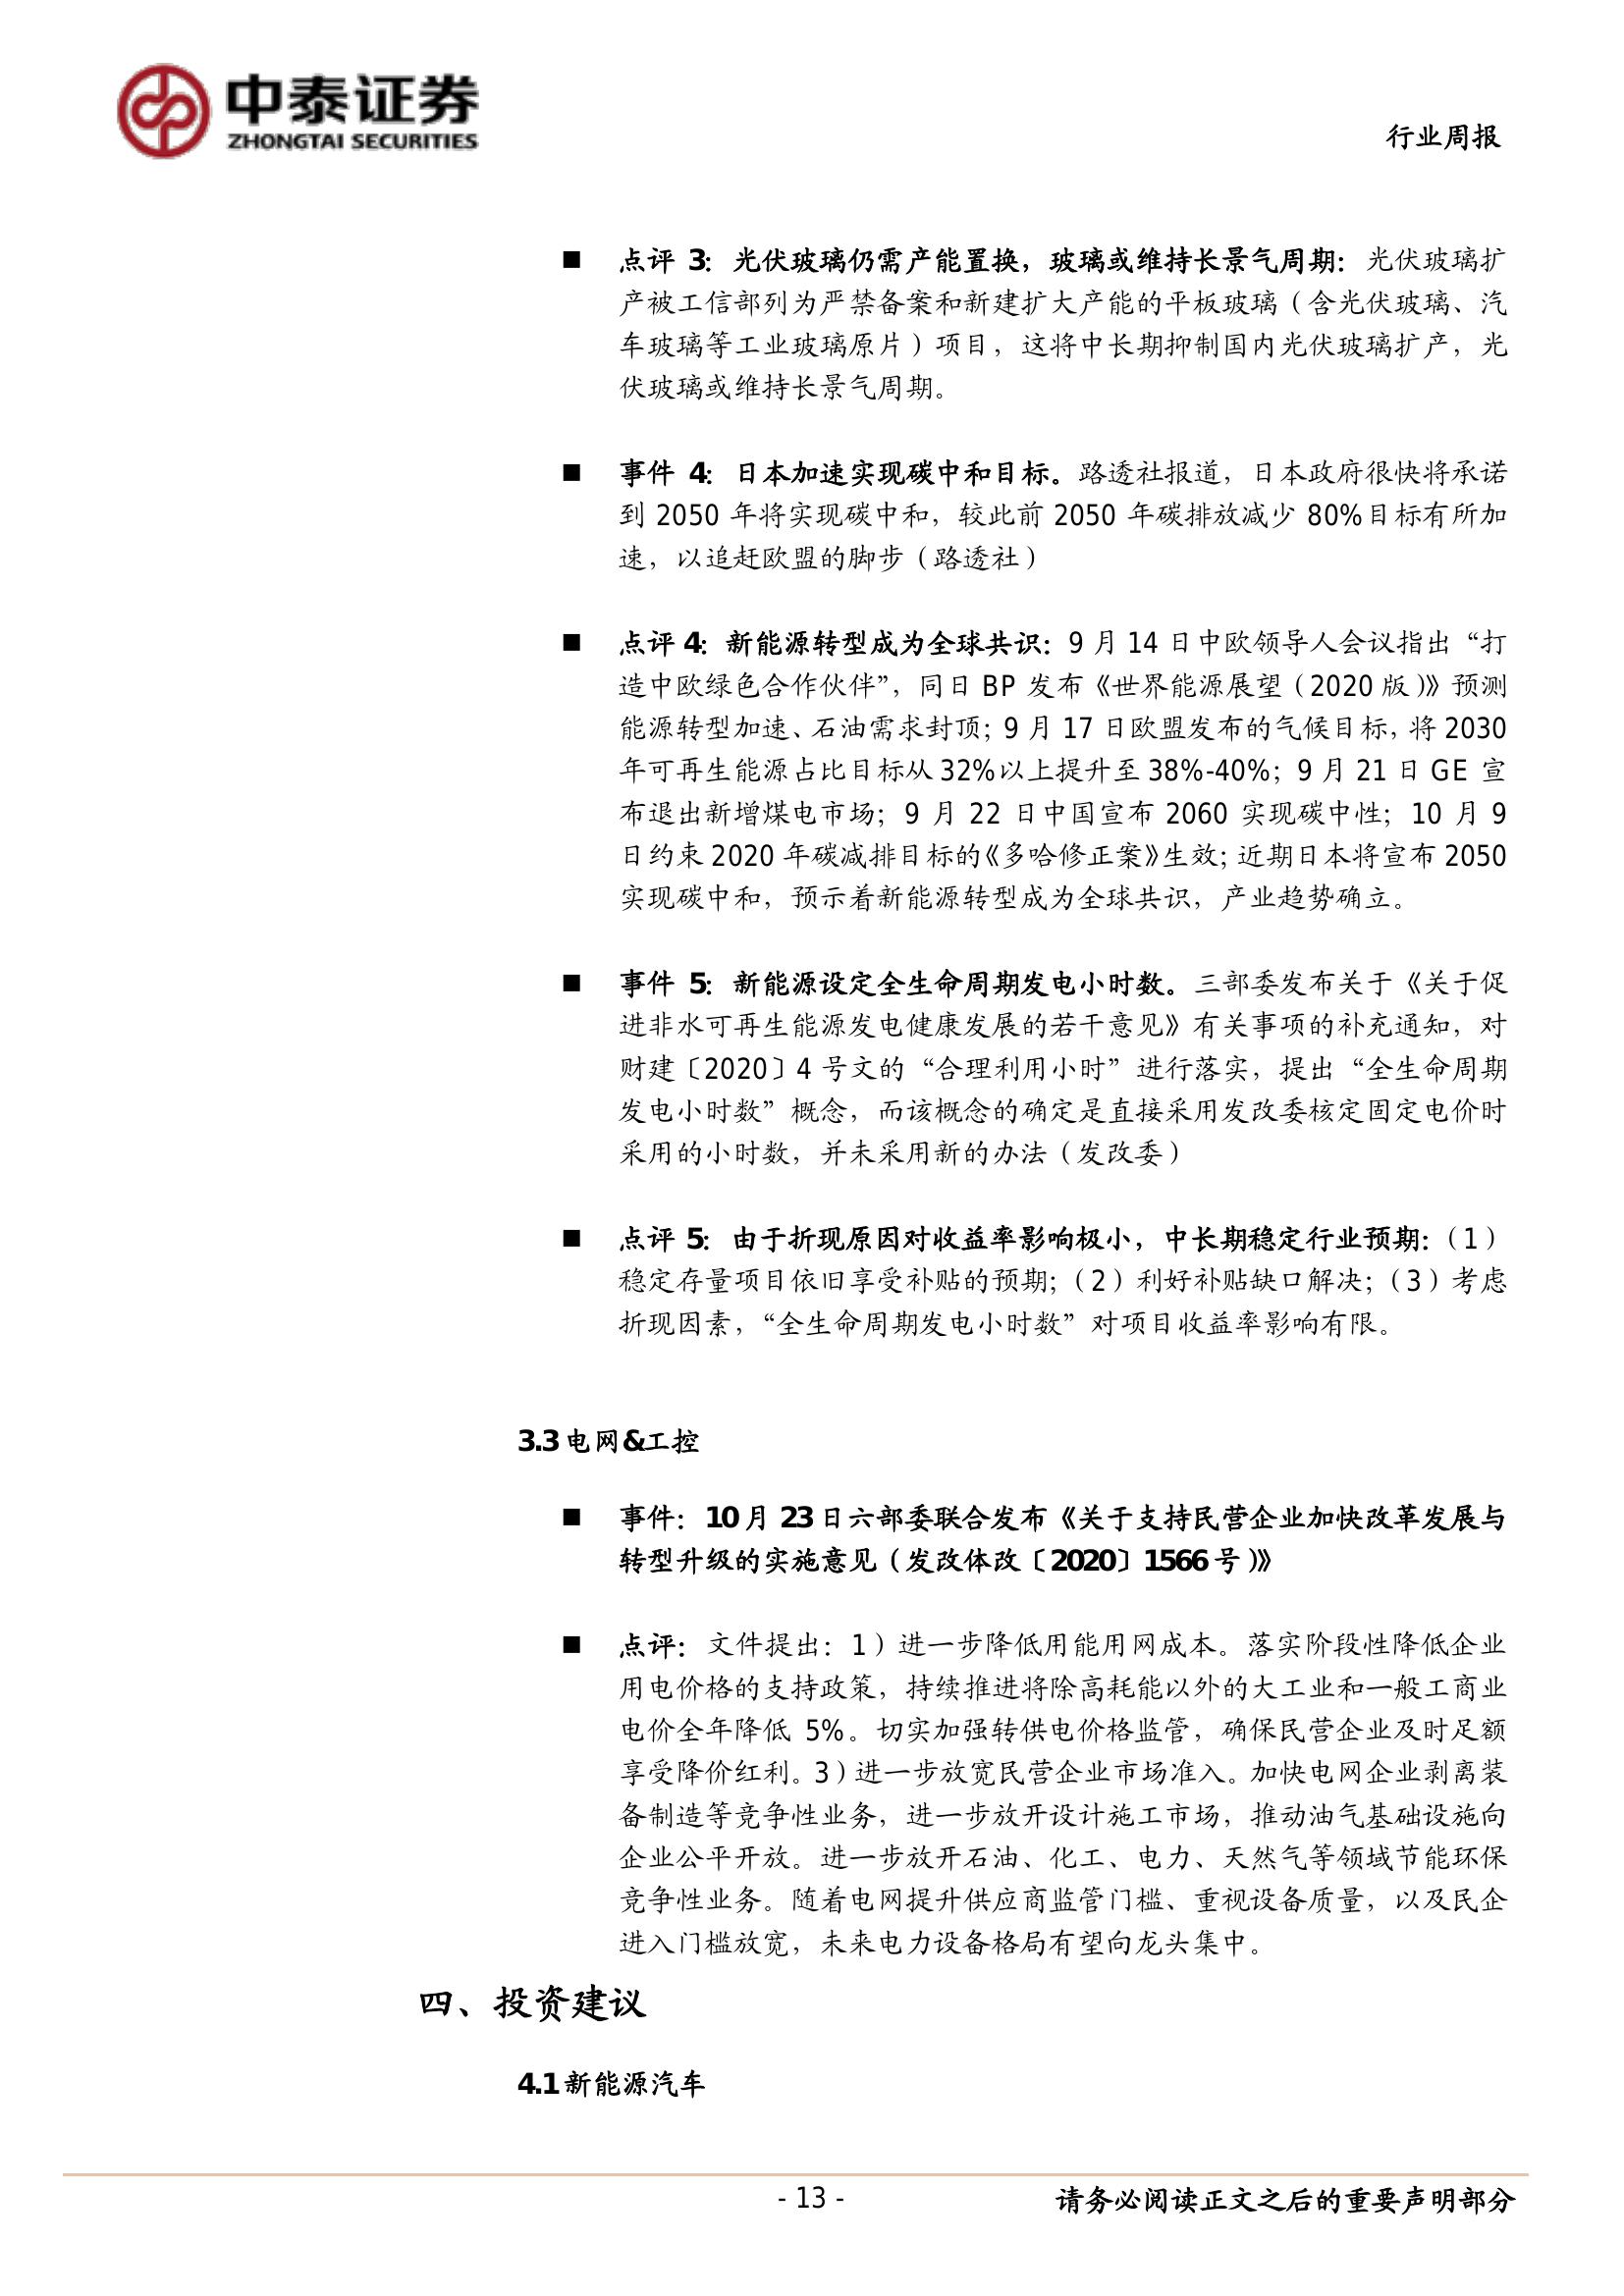 中泰证券
ZHONGTAI SECURITIES
行业周报
■ 点评 3：光伏玻璃仍需产能置换，玻璃或维持长景气周期：光伏玻璃扩
产被工信部列为严禁备案和新建扩大产能的平板玻璃（含光伏玻璃、汽
车玻璃等工业玻璃原片）项目，这将中长期抑制国内光伏玻璃扩产，光
伏玻璃或维持长景气周期。
■ 事件 4：日本加速实现碳中和目标。路透社报道，日本政府很快将承诺
到 2050 年将实现碳中和，较此前 2050 年碳排放减少 80%目标有所加
速，以追赶欧盟的脚步（路透社）
■ 点评 4：新能源转型成为全球共识：9 月 14 日中欧领导人会议指出“打
造中欧绿色合作伙伴”，同日 BP 发布《世界能源展望（2020 版）》预测
能源转型加速、石油需求封顶；9 月 17 日欧盟发布的气候目标，将 2030
年可再生能源占比目标从 32%以上提升至 38%-40%；9 月 21 日 GE 宣
布退出新增煤电市场；9 月 22 日中国宣布 2060 实现碳中性；10 月 9
日约束 2020 年碳减排目标的《多哈修正案》生效；近期日本将宣布 2050
实现碳中和，预示着新能源转型成为全球共识，产业趋势确立。
■ 事件 5：新能源设定全生命周期发电小时数。三部委发布关于《关于促
进非水可再生能源发电健康发展的若干意见》有关事项的补充通知，对
财建〔2020〕4 号文的“合理利用小时”进行落实，提出“全生命周期
发电小时数”概念，而该概念的确定是直接采用发改委核定固定电价时
采用的小时数，并未采用新的办法（发改委）
■ 点评 5：由于折现原因对收益率影响极小，中长期稳定行业预期：（1）
稳定存量项目依旧享受补贴的预期；（2）利好补贴缺口解决；（3）考虑
折现因素，“全生命周期发电小时数”对项目收益率影响有限。
3.3 电网&工控
■ 事件：10 月 23 日六部委联合发布《关于支持民营企业加快改革发展与
转型升级的实施意见（发改体改〔2020〕1566 号）》
■ 点评：文件提出：1）进一步降低用能用网成本。落实阶段性降低企业
用电价格的支持政策，持续推进将除高耗能以外的大工业和一般工商业
电价全年降低 5%。切实加强转供电价格监管，确保民营企业及时足额
享受降价红利。3）进一步放宽民营企业市场准入。加快电网企业剥离装
备制造等竞争性业务，进一步放开设计施工市场，推动油气基础设施向
企业公平开放。进一步放开石油、化工、电力、天然气等领域节能环保
竞争性业务。随着电网提升供应商监管门槛、重视设备质量，以及民企
进入门槛放宽，未来电力设备格局有望向龙头集中。
四、投资建议
4.1 新能源汽车
- 13 -
请务必阅读正文之后的重要声明部分